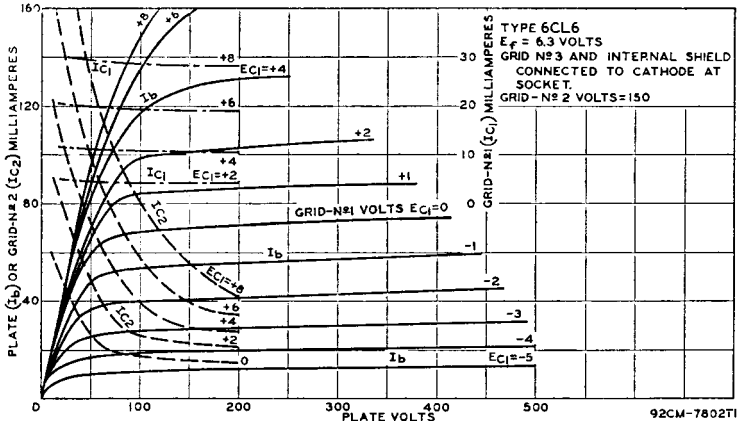 TYPE 6CL6
Ef = 6.3 VOLTS
GRID Nº3 AND INTERNAL SHIELD
CONNECTED TO CATHODE AT
SOCKET.
GRID-Nº 2 VOLTS=150
PLATE (Ib) OR GRID-Nº2 (IC2) MILLIAMPERES
160
120
80
40
0
GRID-Nº1 (IC1) MILLIAMPERES
30
20
10
0
+8
+6
IC1
+8
EC1=+4
Ib
+6
+2
+4
IC1
EC1=+2
+1
IC2
GRID-Nº1 VOLTS EC1=0
Ib
-1
EC1=+8
-2
+6
+4
-3
IC2
+2
-4
0
Ib
EC1=-5
0
100
200
300
400
500
PLATE VOLTS
92CM-7802T1